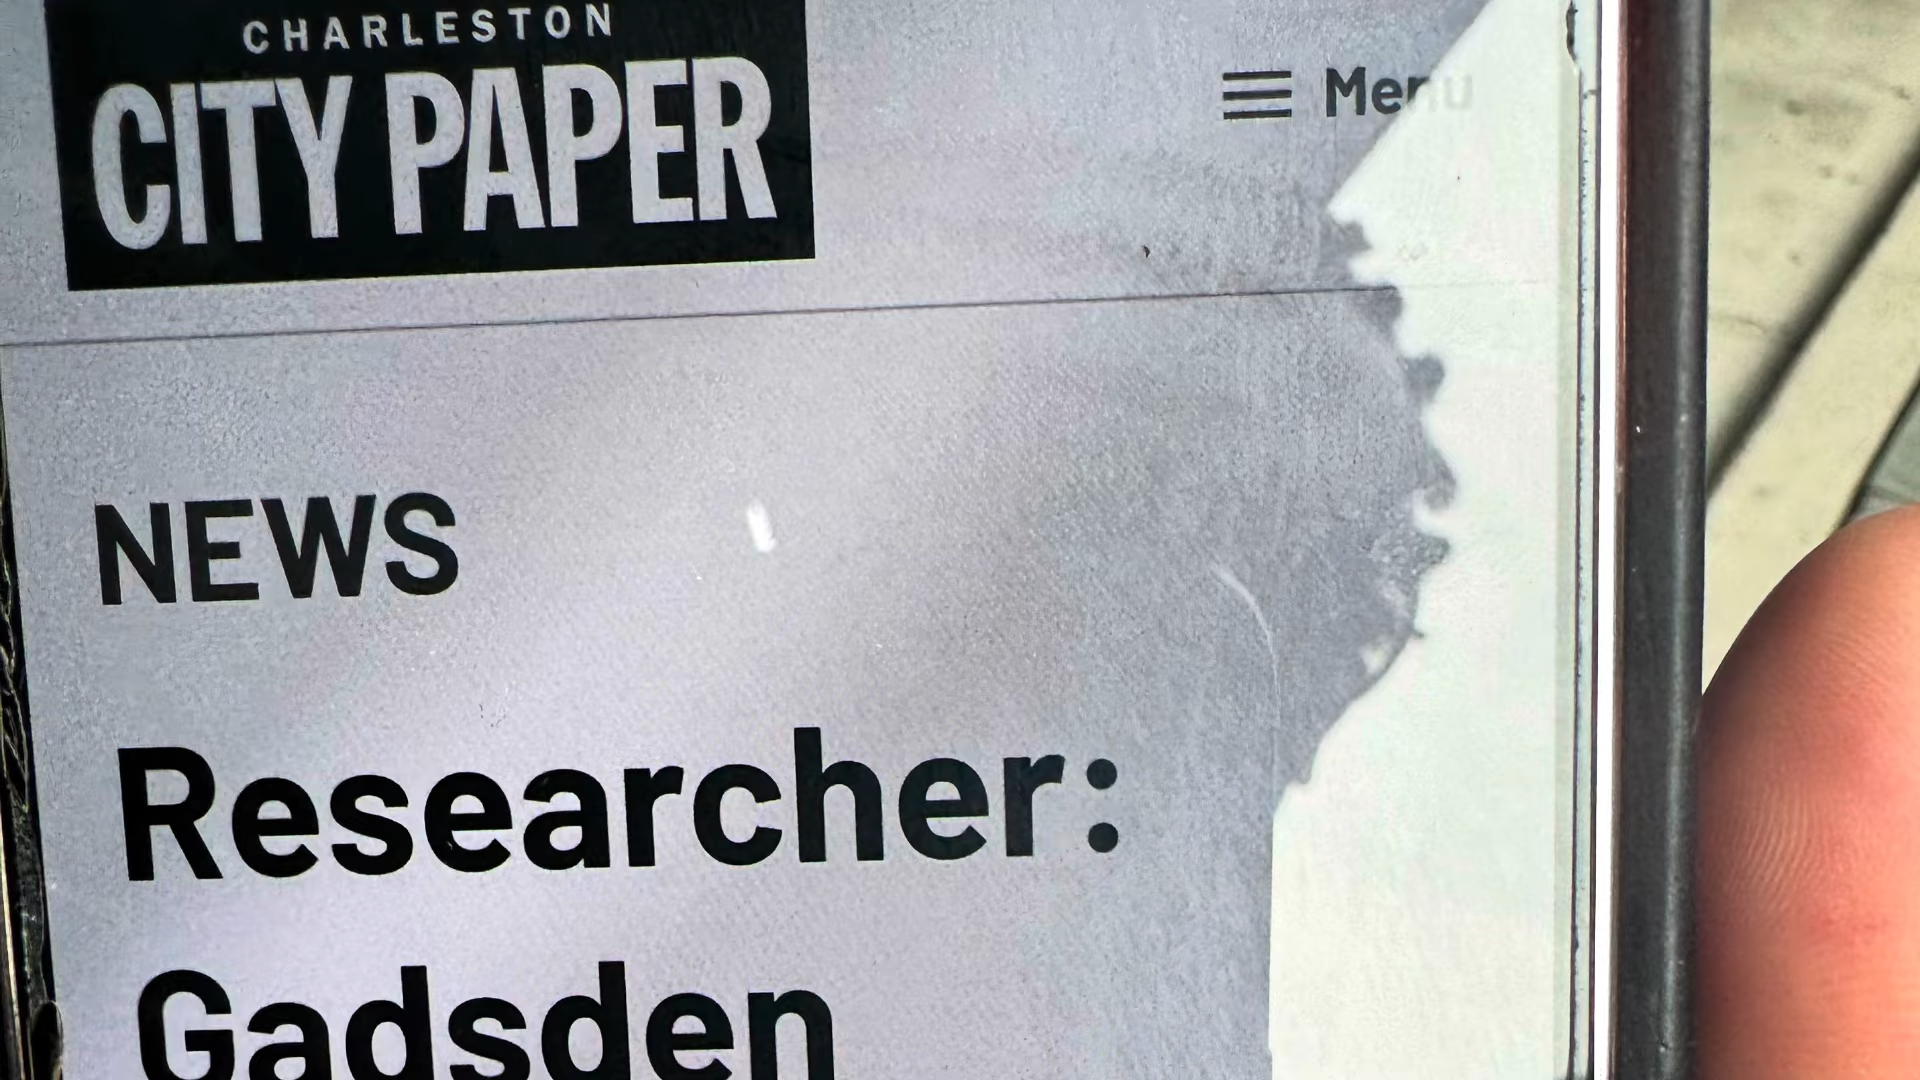 CHARLESTON
CITY PAPER
Menu
NEWS
Researcher:
Gadsden